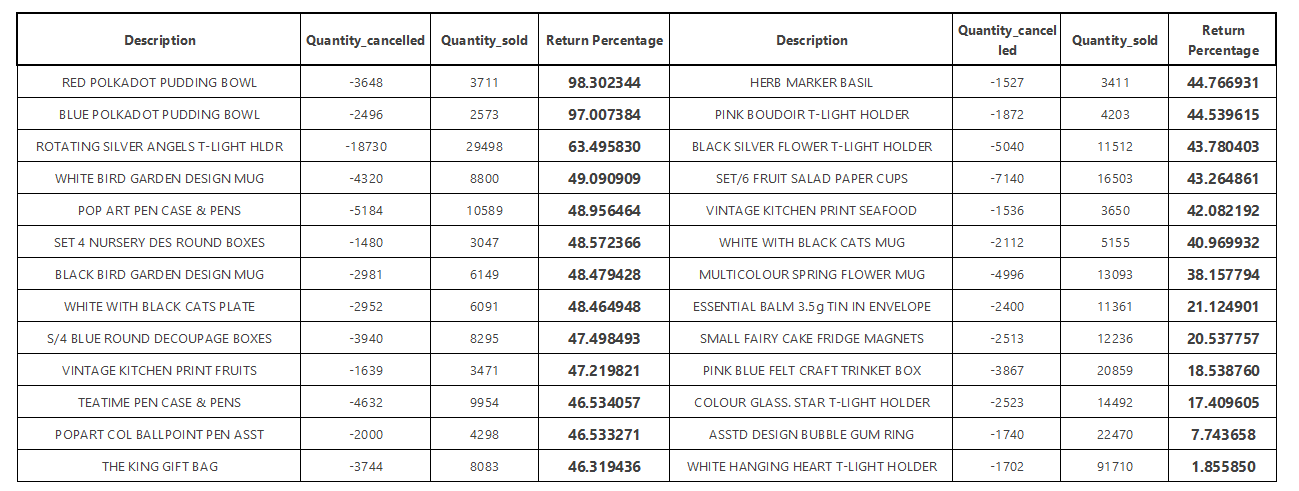 Description Quantity_cancelled Quantity_sold Return Percentage Description Quantity_cancel
led Quantity_sold Return
Percentage
RED POLKADOT PUDDING BOWL -3648 3711 98.302344 HERB MARKER BASIL -1527 3411 44.766931
BLUE POLKADOT PUDDING BOWL -2496 2573 97.007384 PINK BOUDOIR T-LIGHT HOLDER -1872 4203 44.539615
ROTATING SILVER ANGELS T-LIGHT HLDR -18730 29498 63.495830 BLACK SILVER FLOWER T-LIGHT HOLDER -5040 11512 43.780403
WHITE BIRD GARDEN DESIGN MUG -4320 8800 49.090909 SET/6 FRUIT SALAD PAPER CUPS -7140 16503 43.264861
POP ART PEN CASE & PENS -5184 10589 48.956464 VINTAGE KITCHEN PRINT SEAFOOD -1536 3650 42.082192
SET 4 NURSERY DES ROUND BOXES -1480 3047 48.572366 WHITE WITH BLACK CATS MUG -2112 5155 40.969932
BLACK BIRD GARDEN DESIGN MUG -2981 6149 48.479428 MULTICOLOUR SPRING FLOWER MUG -4996 13093 38.157794
WHITE WITH BLACK CATS PLATE -2952 6091 48.464948 ESSENTIAL BALM 3.5g TIN IN ENVELOPE -2400 11361 21.124901
S/4 BLUE ROUND DECOUPAGE BOXES -3940 8295 47.498493 SMALL FAIRY CAKE FRIDGE MAGNETS -2513 12236 20.537757
VINTAGE KITCHEN PRINT FRUITS -1639 3471 47.219821 PINK BLUE FELT CRAFT TRINKET BOX -3867 20859 18.538760
TEATIME PEN CASE & PENS -4632 9954 46.534057 COLOUR GLASS. STAR T-LIGHT HOLDER -2523 14492 17.409605
POPART COL BALLPOINT PEN ASST -2000 4298 46.533271 ASSTD DESIGN BUBBLE GUM RING -1740 22470 7.743658
THE KING GIFT BAG -3744 8083 46.319436 WHITE HANGING HEART T-LIGHT HOLDER -1702 91710 1.855850